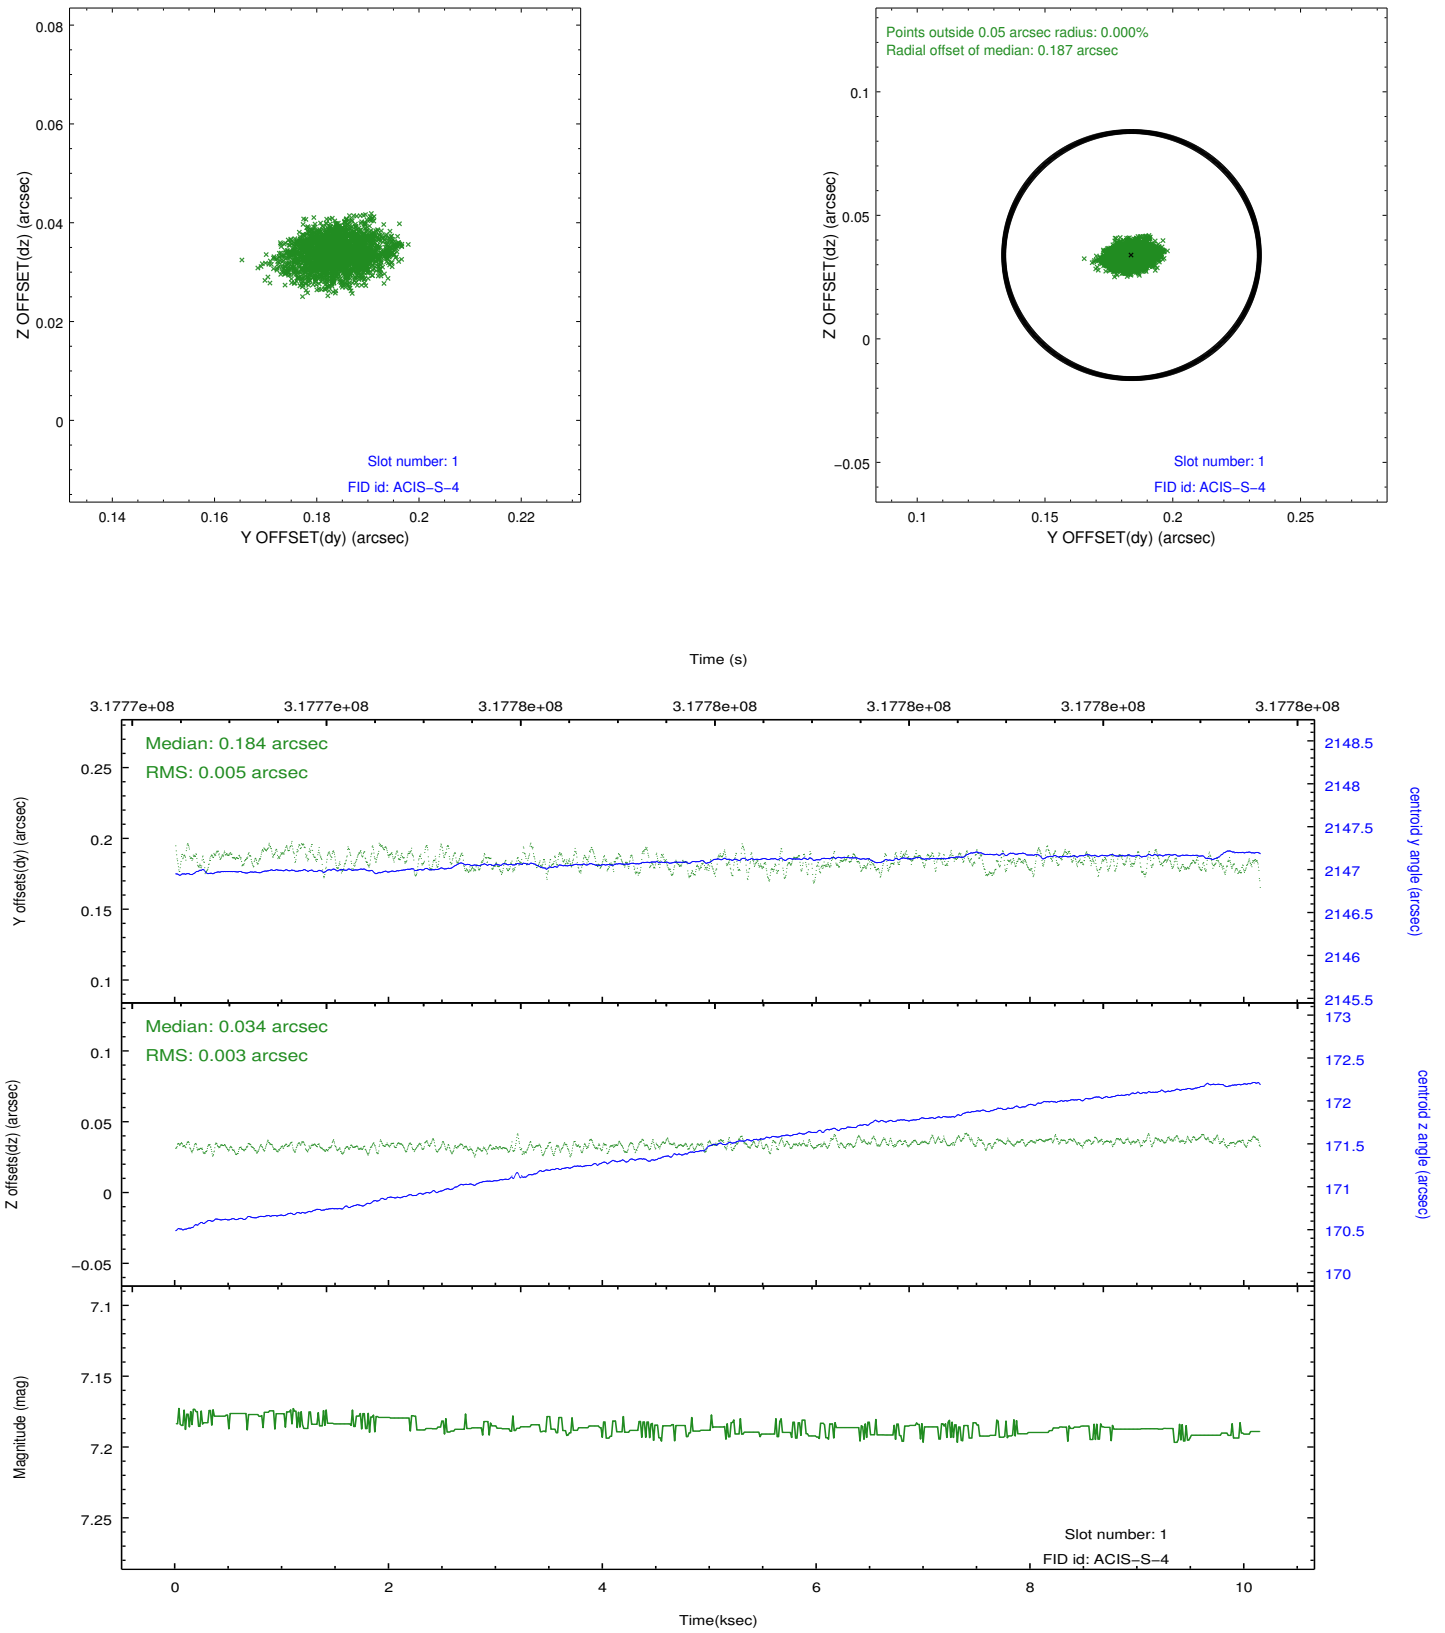 0.08
0.06
0.04
0.02
0
Z OFFSET(dz) (arcsec)
Slot number: 1
FID id: ACIS−S−4
0.14 0.16 0.18 0.2 0.22
Y OFFSET(dy) (arcsec)
Points outside 0.05 arcsec radius: 0.000%
Radial offset of median: 0.187 arcsec
0.1
0.05
0
−0.05
Z OFFSET(dz) (arcsec)
Slot number: 1
FID id: ACIS−S−4
0.1 0.15 0.2 0.25
Y OFFSET(dy) (arcsec)
Time (s)
3.1777e+08 3.1777e+08 3.1778e+08 3.1778e+08 3.1778e+08 3.1778e+08 3.1778e+08
Median: 0.184 arcsec
RMS: 0.005 arcsec
0.25
0.2
0.15
0.1
Y offsets(dy) (arcsec)
2148.5
2148
2147.5
2147
2146.5
2146
2145.5
centroid y angle (arcsec)
Median: 0.034 arcsec
RMS: 0.003 arcsec
0.1
0.05
0
−0.05
Z offsets(dz) (arcsec)
173
172.5
172
171.5
171
170.5
170
centroid z angle (arcsec)
7.1
7.15
7.2
7.25
Magnitude (mag)
Slot number: 1
FID id: ACIS−S−4
0 2 4 6 8 10
Time(ksec)